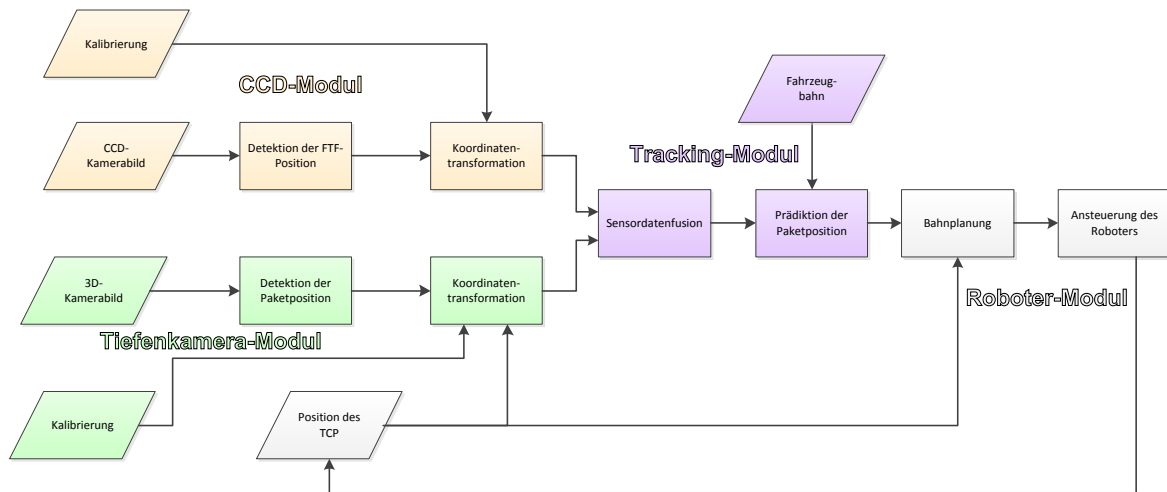 Kalibrierung
CCD-Modul
Fahrzeug-
bahn
CCD-
Kamerabild
Detektion der FTF-
Position
Koordinaten-
transformation
Tracking-Modul
Sensordatenfusion
Prädiktion der
Paketposition
Bahnplanung
Ansteuerung des
Roboters
3D-
Kamerabild
Detektion der
Paketposition
Koordinaten-
transformation
Roboter-Modul
Tiefenkamera-Modul
Kalibrierung
Position des
TCP